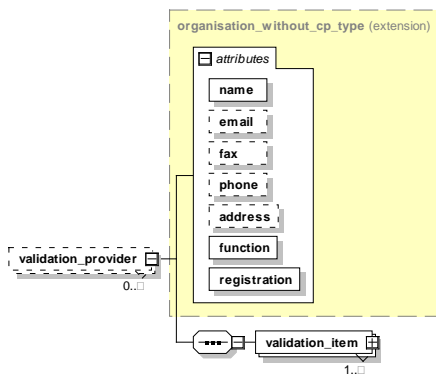 organisation_without_cp_type (extension)
attributes
name
email
fax
phone
address
function
registration
validation_provider
0..□
validation_item
1..□